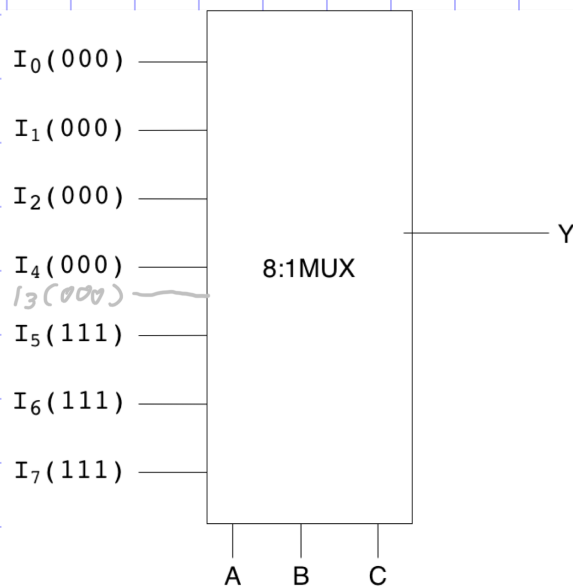 I₀(000)
I₁(000)
I₂(000)
I₄(000)
I3(000)
I₅(111)
I₆(111)
I₇(111)
8:1MUX
Y
A B C